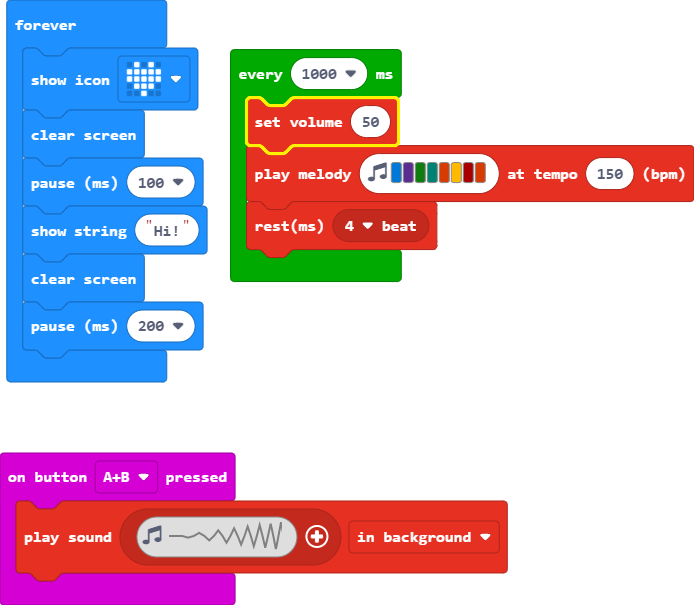 forever
show icon
clear screen
pause (ms) 100
show string "Hi!"
clear screen
pause (ms) 200
every 1000 ms
set volume 50
play melody at tempo 150 (bpm)
rest(ms) 4 beat
on button A+B pressed
play sound in background